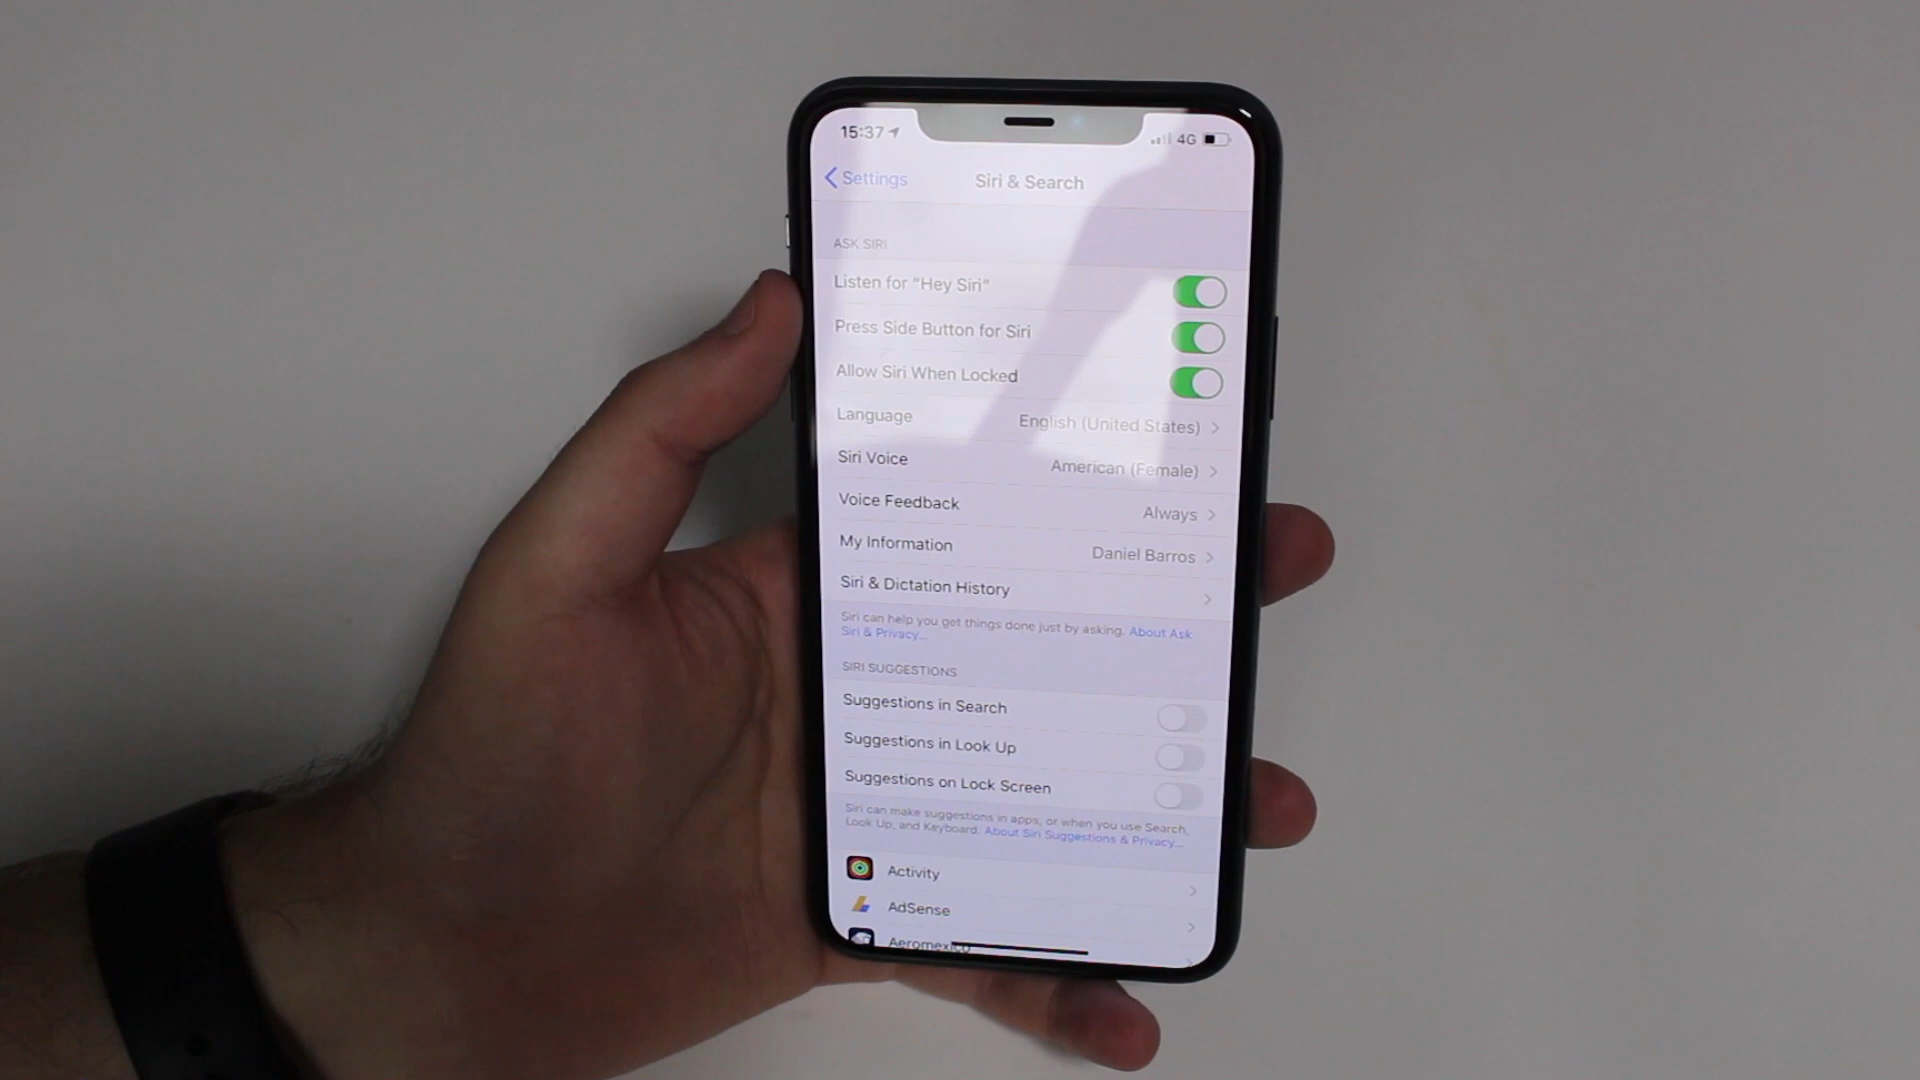 15:37
4G
Settings
Siri & Search
ASK SIRI
Listen for “Hey Siri”
Press Side Button for Siri
Allow Siri When Locked
Language English (United States)
Siri Voice American (Female)
Voice Feedback Always
My Information Daniel Barros
Siri & Dictation History
Siri can help you get things done just by asking. About Ask
Siri & Privacy...
SIRI SUGGESTIONS
Suggestions in Search
Suggestions in Look Up
Suggestions on Lock Screen
Siri can make suggestions in apps, or when you use Search,
Look Up, and Keyboard. About Siri Suggestions & Privacy...
Activity
AdSense
Aeromexico